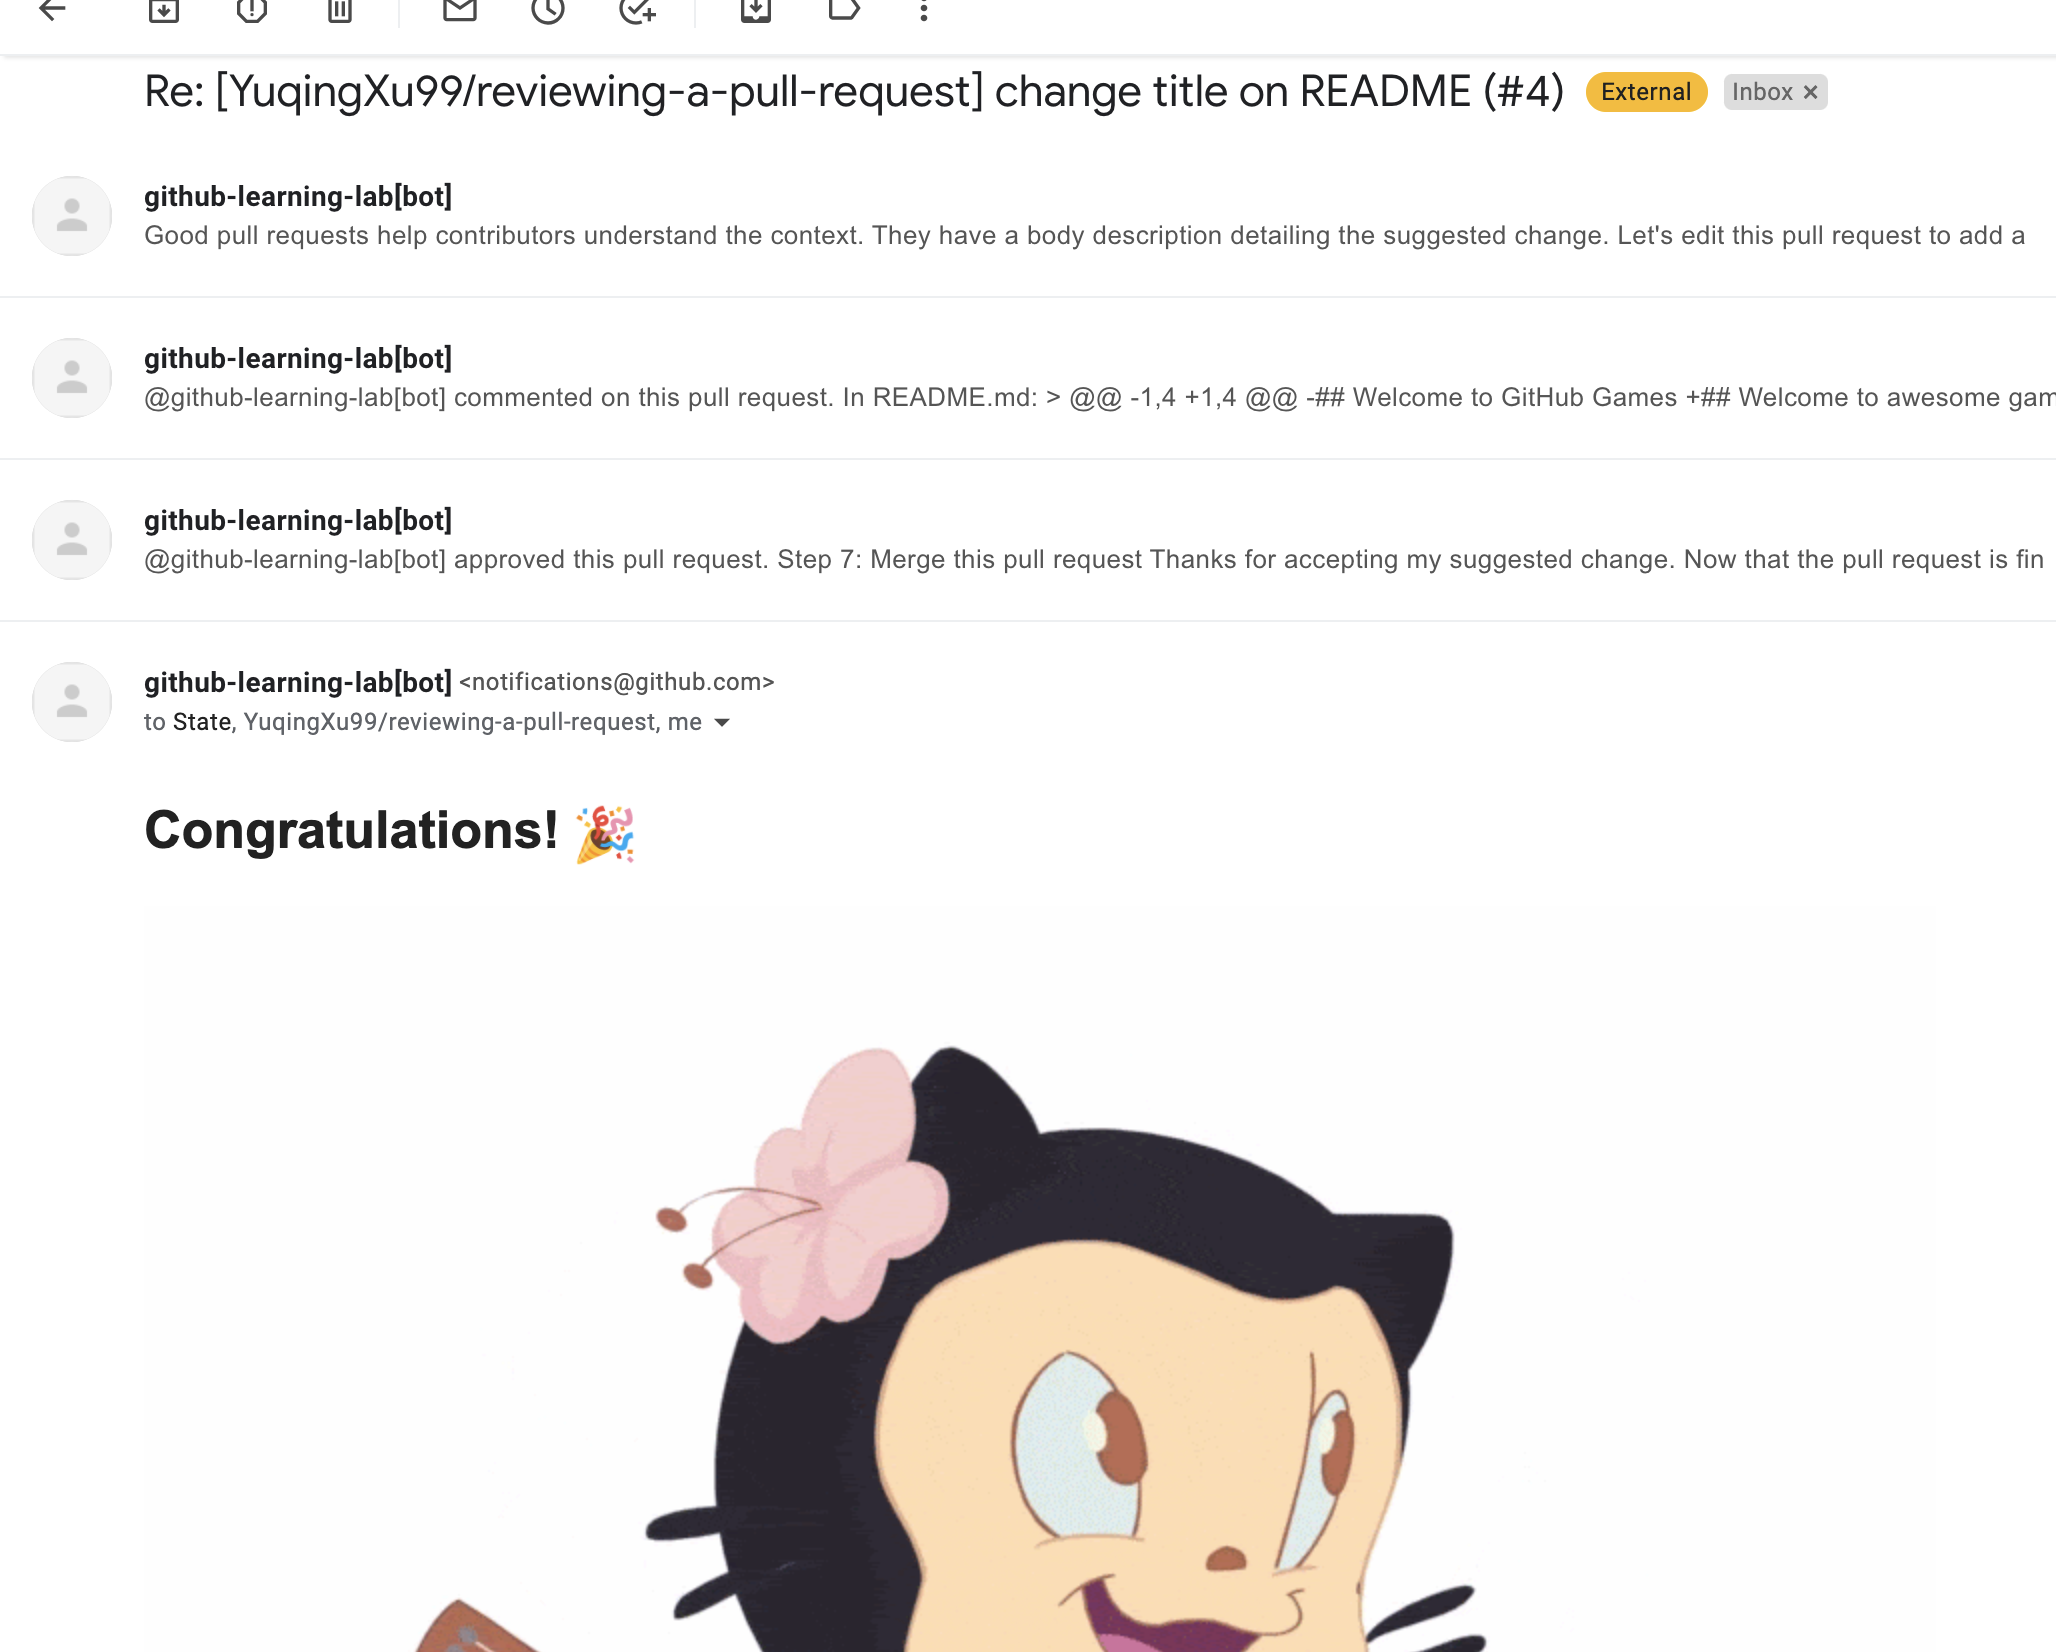 Re: [YuqingXu99/reviewing-a-pull-request] change title on README (#4) External Inbox ×
github-learning-lab[bot]
Good pull requests help contributors understand the context. They have a body description detailing the suggested change. Let's edit this pull request to add a
github-learning-lab[bot]
@github-learning-lab[bot] commented on this pull request. In README.md: > @@ -1,4 +1,4 @@ -## Welcome to GitHub Games +## Welcome to awesome gam
github-learning-lab[bot]
@github-learning-lab[bot] approved this pull request. Step 7: Merge this pull request Thanks for accepting my suggested change. Now that the pull request is fin
github-learning-lab[bot] <notifications@github.com>
to State, YuqingXu99/reviewing-a-pull-request, me
Congratulations! 🎉